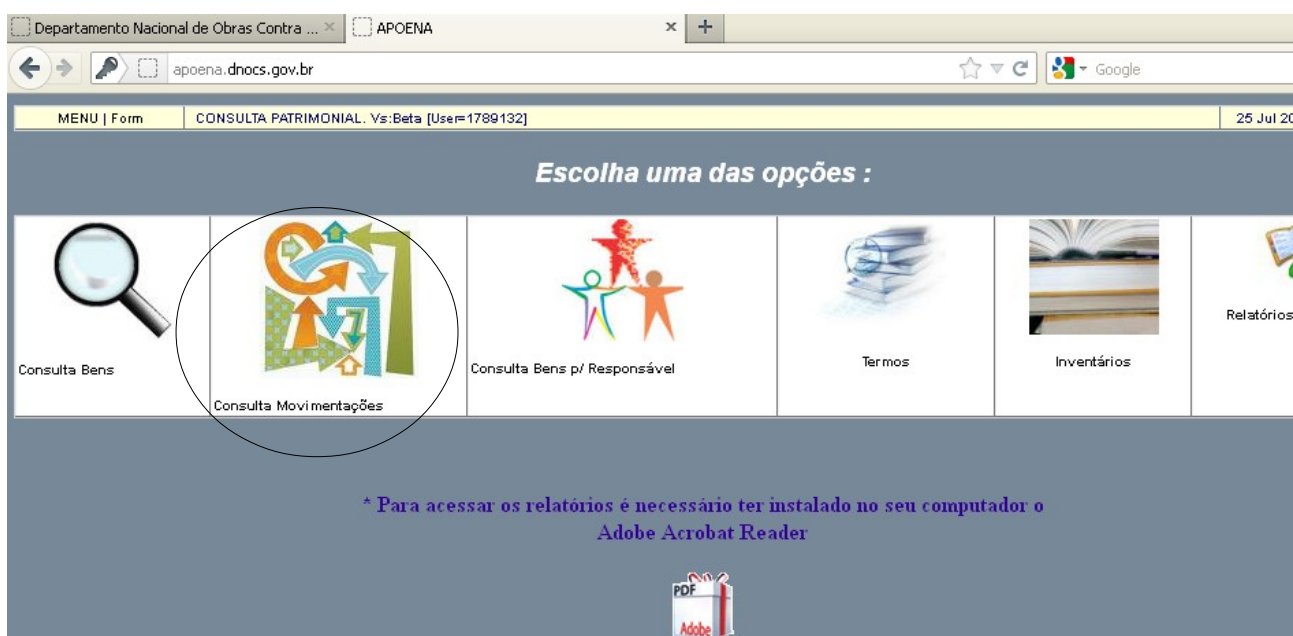 Departamento Nacional de Obras Contra ... ×
APOENA ×
apoena.dnocs.gov.br
Google
MENU | Form
CONSULTA PATRIMONIAL. Vs:Beta [User=1789132]
25 Jul 20
Escolha uma das opções :
Consulta Bens
Consulta Movimentações
Consulta Bens p/ Responsável
Termos
Inventários
Relatórios
* Para acessar os relatórios é necessário ter instalado no seu computador o
Adobe Acrobat Reader
PDF
Adobe